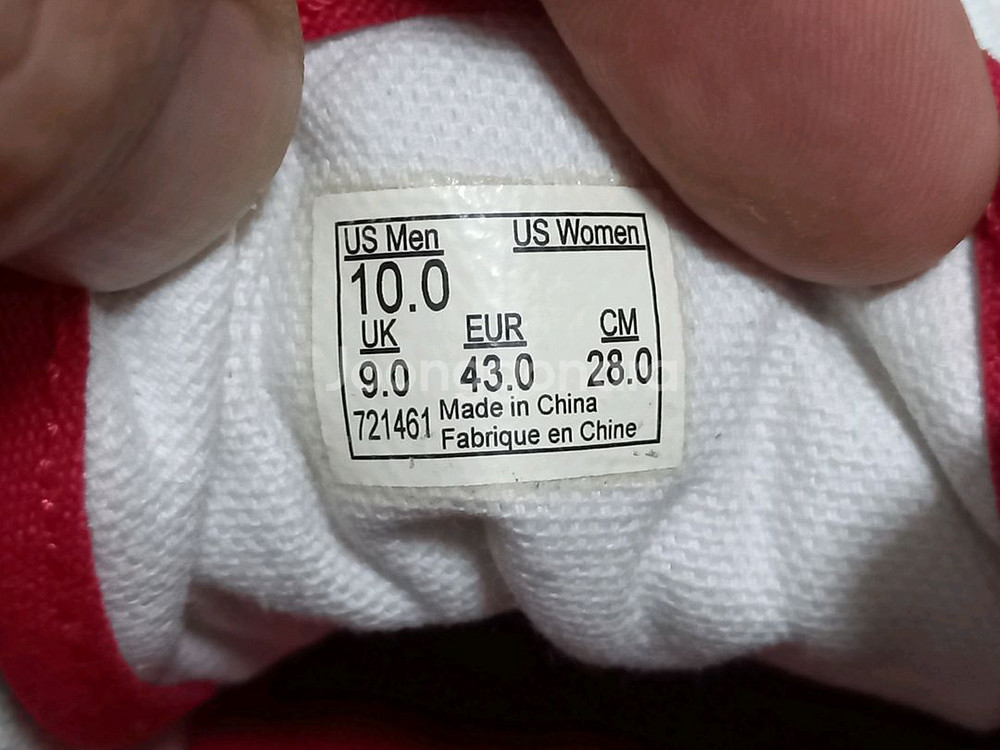 US Men US Women
10.0
UK EUR CM
9.0 43.0 28.0
721461 Made in China
Fabrique en Chine